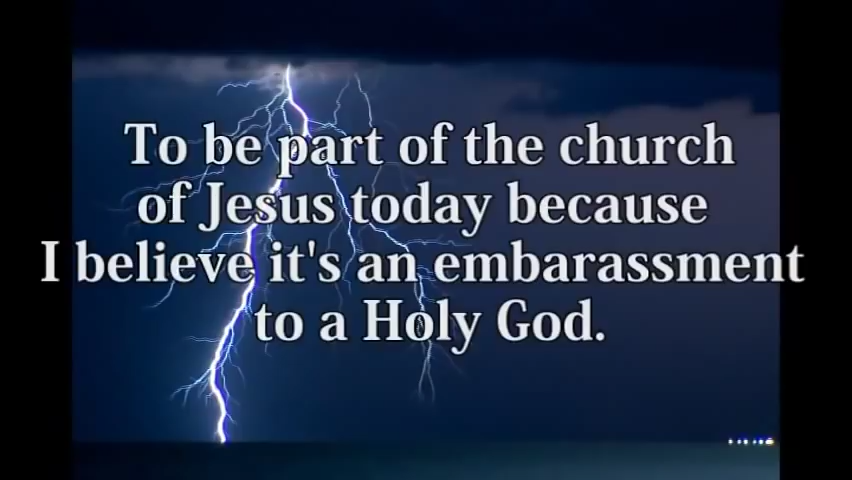 To be part of the church
of Jesus today because
I believe it's an embarassment
to a Holy God.